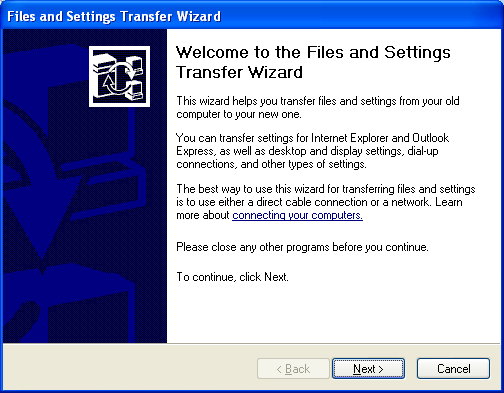 Files and Settings Transfer Wizard
Welcome to the Files and Settings
Transfer Wizard
This wizard helps you transfer files and settings from your old
computer to your new one.
You can transfer settings for Internet Explorer and Outlook
Express, as well as desktop and display settings, dial-up
connections, and other types of settings.
The best way to use this wizard for transferring files and settings
is to use either a direct cable connection or a network. Learn
more about connecting your computers.
Please close any other programs before you continue.
To continue, click Next.
< Back
Next >
Cancel